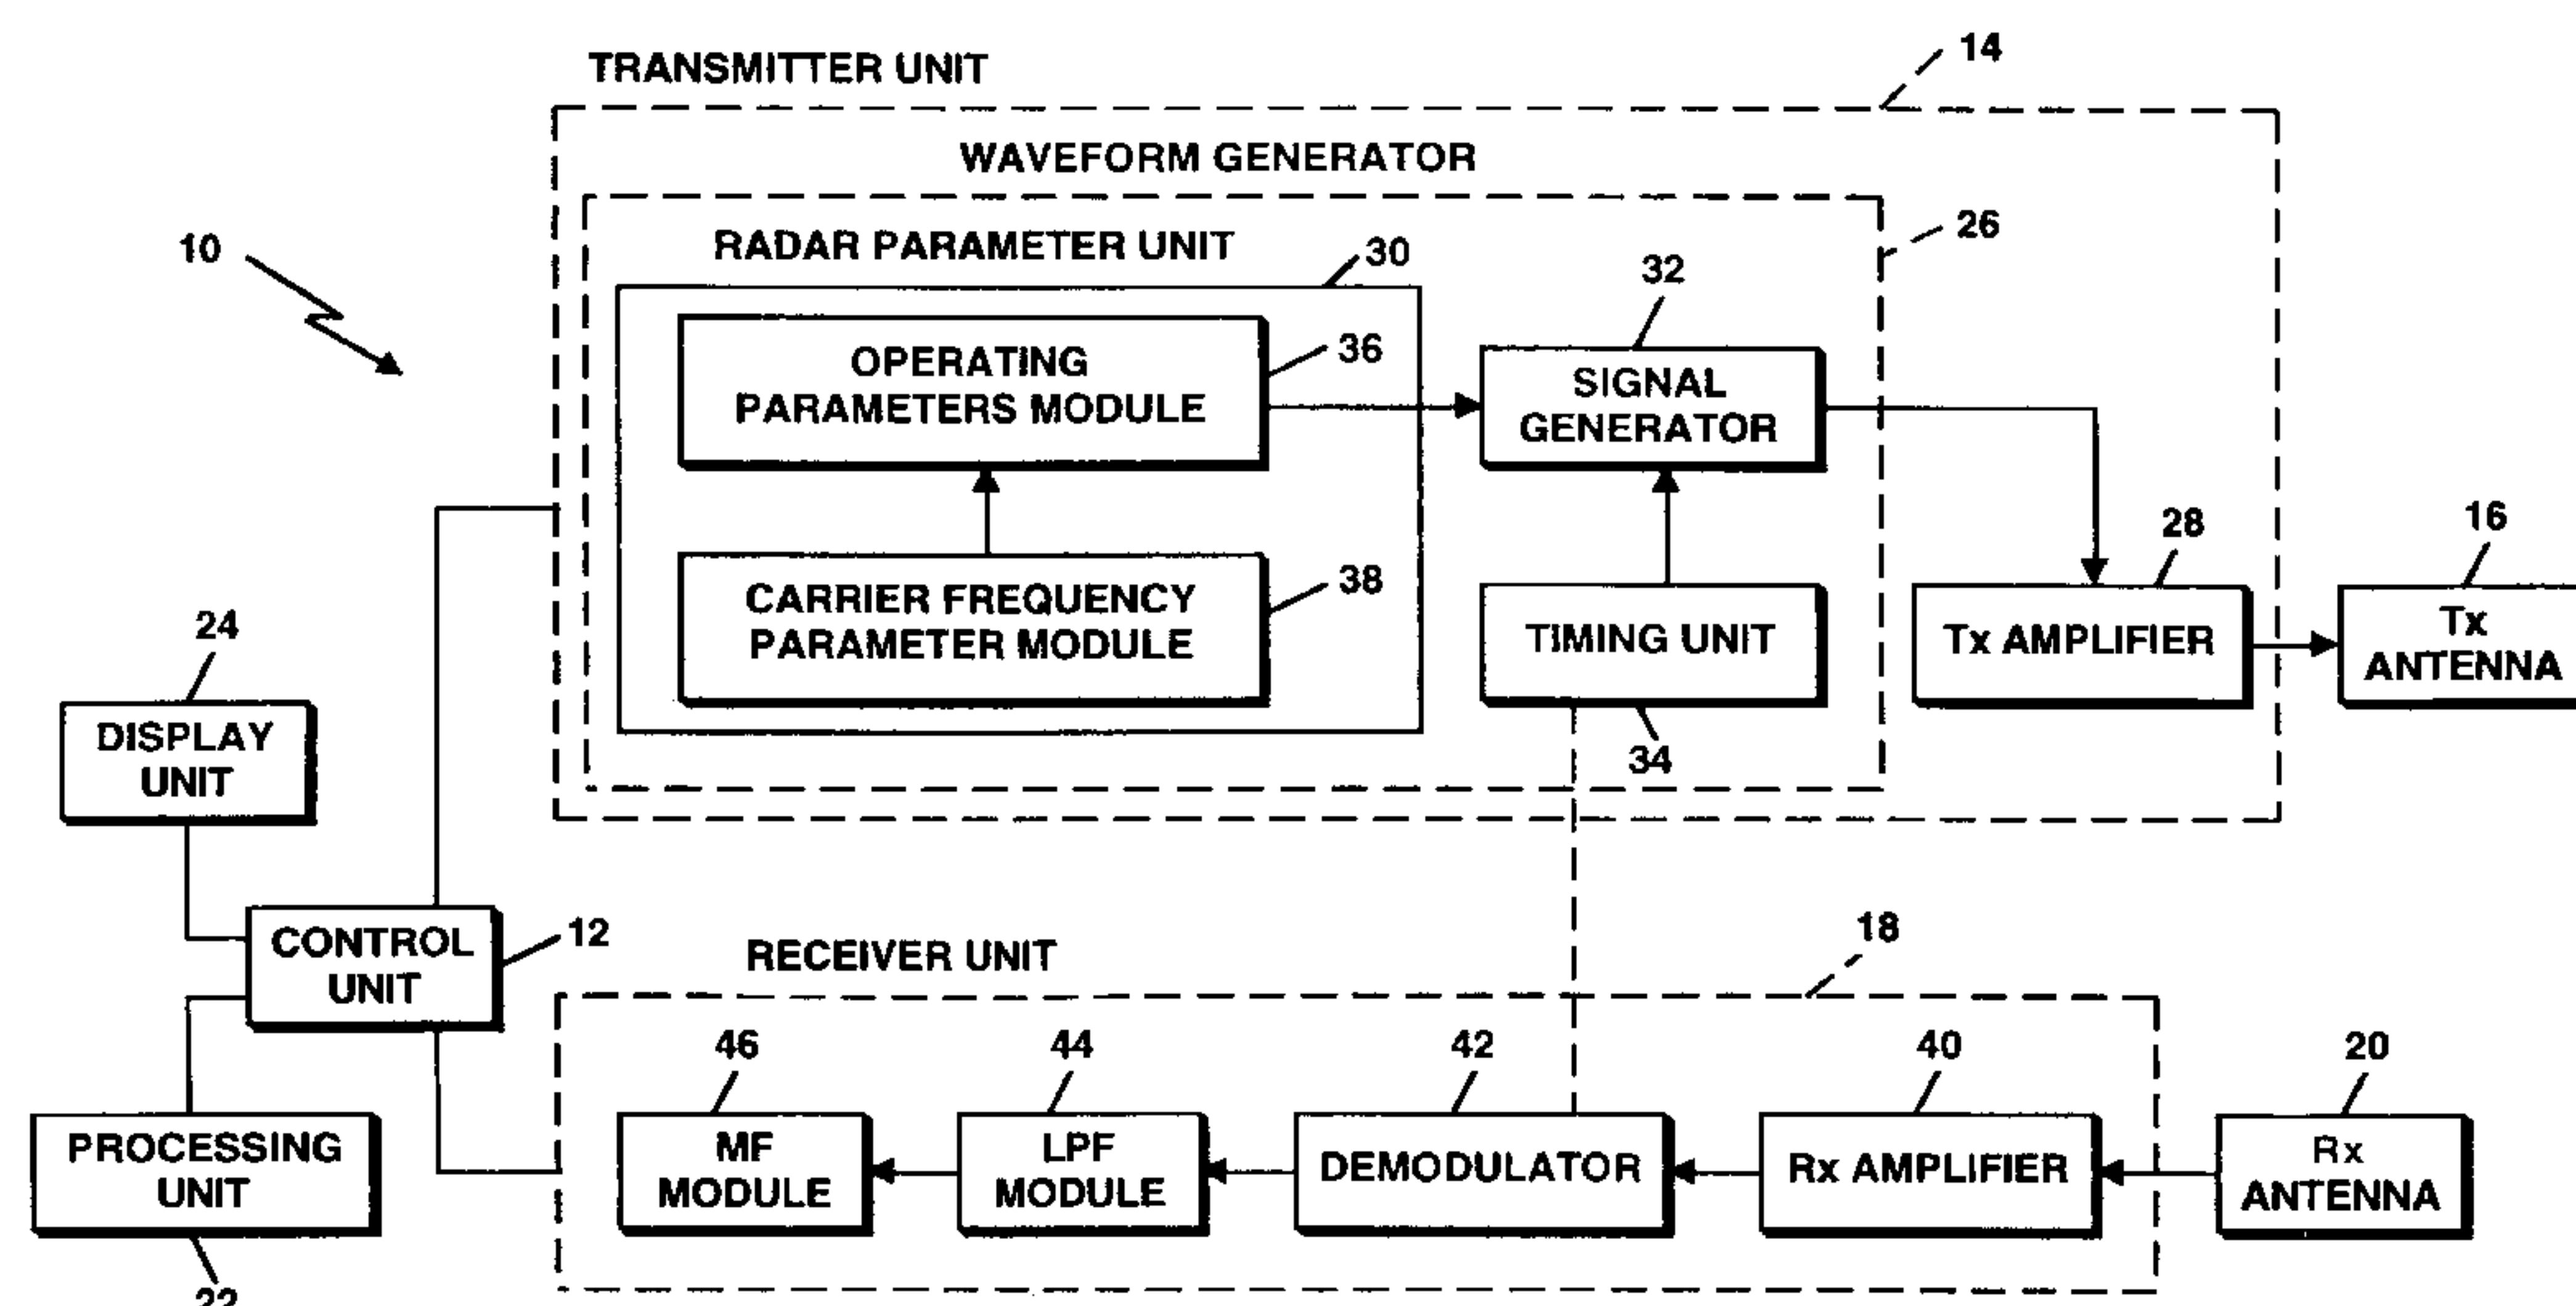 TRANSMITTER UNIT
14
WAVEFORM GENERATOR
RADAR PARAMETER UNIT
26
10
30
32
OPERATING
PARAMETERS MODULE
36
SIGNAL
GENERATOR
CARRIER FREQUENCY
PARAMETER MODULE
38
TIMING UNIT
34
28
Tx AMPLIFIER
16
Tx
ANTENNA
24
DISPLAY
UNIT
CONTROL
UNIT
12
PROCESSING
UNIT
22
RECEIVER UNIT
18
46
MF
MODULE
44
LPF
MODULE
42
DEMODULATOR
40
Rx AMPLIFIER
20
Rx
ANTENNA